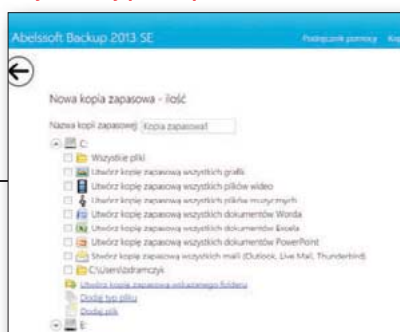 Abelssoft Backup 2013 SE
Podręcznik pomocy
Nowa kopia zapasowa - ilość
Nazwa kopii zapasowej: Kopia zapasowa1
C:
Wszystkie pliki
Utwórz kopię zapasową wszystkich grafik
Utwórz kopię zapasową wszystkich plików wideo
Utwórz kopię zapasową wszystkich plików muzycznych
Utwórz kopię zapasową wszystkich dokumentów Worda
Utwórz kopię zapasową wszystkich dokumentów Excela
Utwórz kopię zapasową wszystkich dokumentów PowerPoint
Stwórz kopię zapasową wszystkich maili (Outlook, Live Mail, Thunderbird)
C:\Users\bdramczyk
Utwórz kopię zapasową wskazanego folderu
Dodaj typ pliku
Dodaj plik
E: